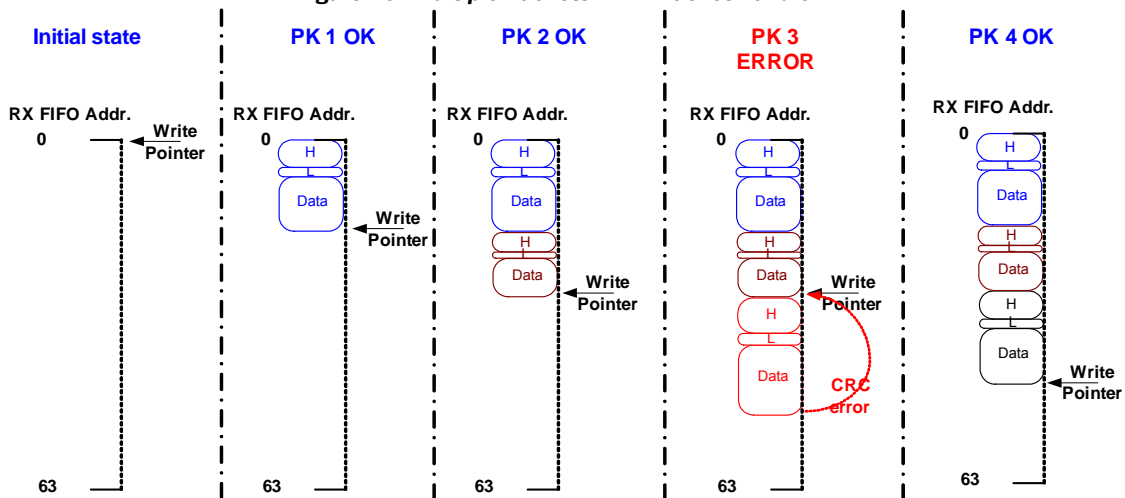 Initial state
RX FIFO Addr.
0
Write
Pointer
63
PK 1 OK
RX FIFO Addr.
0
H
L
Data
Write
Pointer
63
PK 2 OK
RX FIFO Addr.
0
H
L
Data
H
L
Data
Write
Pointer
63
PK 3
ERROR
RX FIFO Addr.
0
H
L
Data
H
L
Data
Write
Pointer
H
L
Data
CRC
error
63
PK 4 OK
RX FIFO Addr.
0
H
L
Data
H
L
Data
H
L
Data
Write
Pointer
63